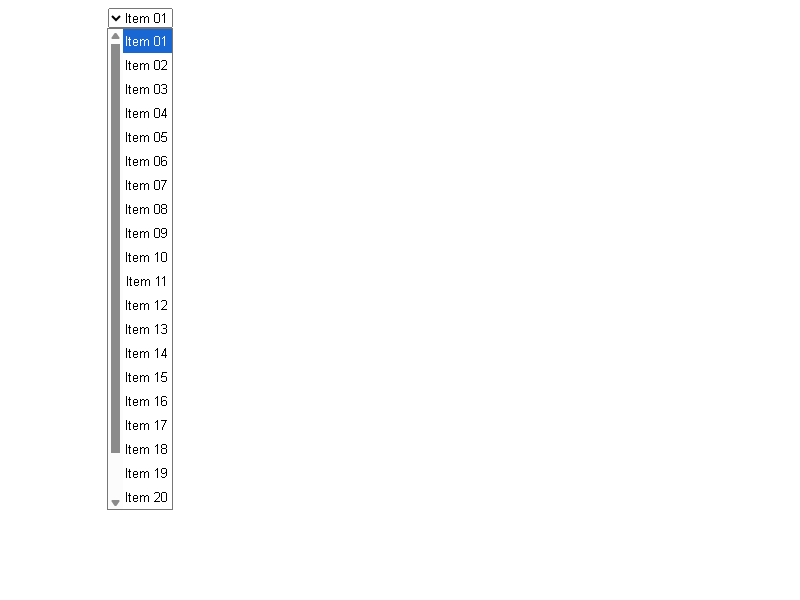 Item 01
Item 01
Item 02
Item 03
Item 04
Item 05
Item 06
Item 07
Item 08
Item 09
Item 10
Item 11
Item 12
Item 13
Item 14
Item 15
Item 16
Item 17
Item 18
Item 19
Item 20